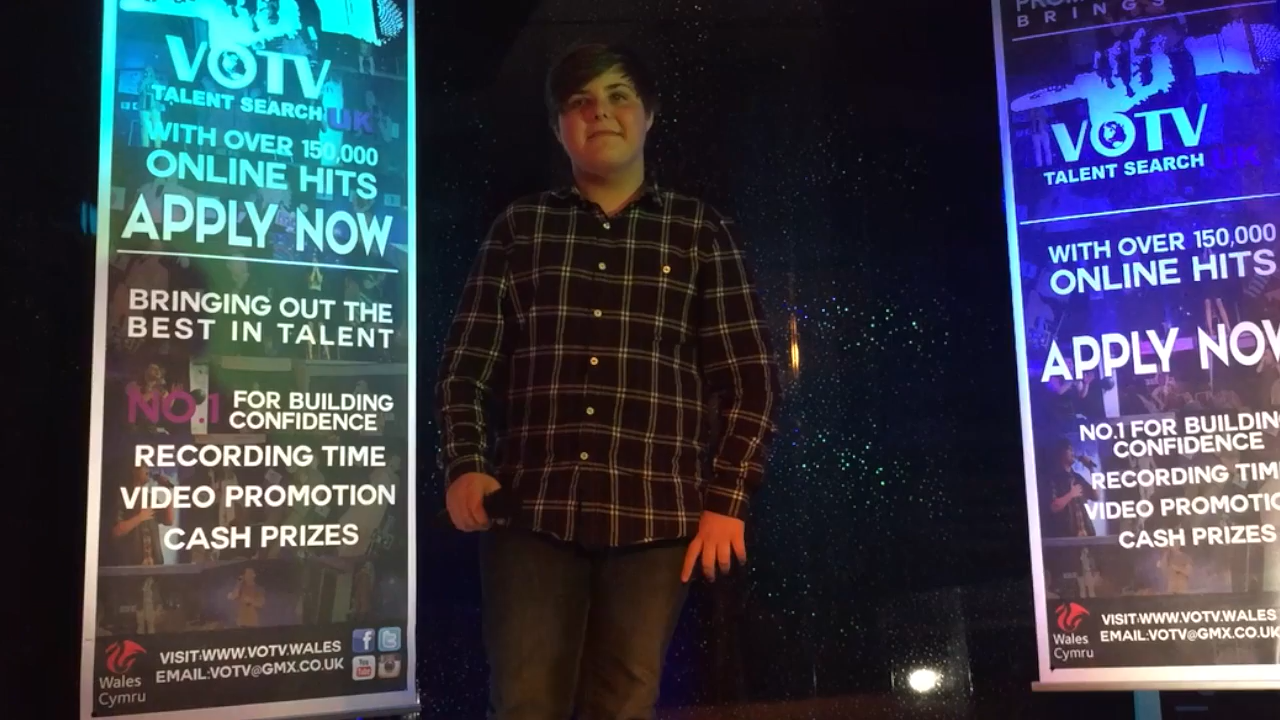 VOTV
TALENT SEARCH UK
WITH OVER 150,000
ONLINE HITS
APPLY NOW
BRINGING OUT THE
BEST IN TALENT
NO.1 FOR BUILDING
CONFIDENCE
RECORDING TIME
VIDEO PROMOTION
CASH PRIZES
VISIT:WWW.VOTV.WALES
EMAIL:VOTV@GMX.CO.UK
Wales
Cymru
BRINGS
VOTV
TALENT SEARCH UK
WITH OVER 150,000
ONLINE HITS
APPLY NOW
NO.1 FOR BUILDIN
CONFIDENCE
RECORDING TIM
VIDEO PROMOTIO
CASH PRIZES
VISIT:WWW.VOTV.WALES
EMAIL:VOTV@GMX.CO.UK
Wales
Cymru